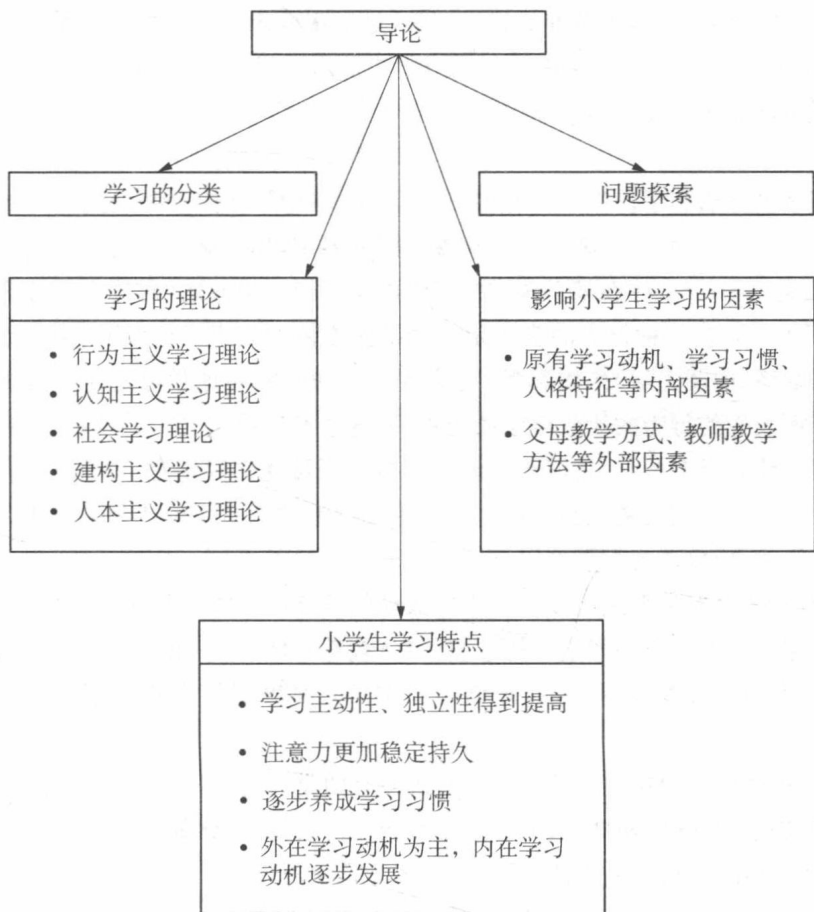 导论
学习的分类
问题探索
学习的理论
• 行为主义学习理论
• 认知主义学习理论
• 社会学习理论
• 建构主义学习理论
• 人本主义学习理论
影响小学生学习的因素
• 原有学习动机、学习习惯、
人格特征等内部因素
• 父母教学方式、教师教学
方法等外部因素
小学生学习特点
• 学习主动性、独立性得到提高
• 注意力更加稳定持久
• 逐步养成学习习惯
• 外在学习动机为主，内在学习
动机逐步发展